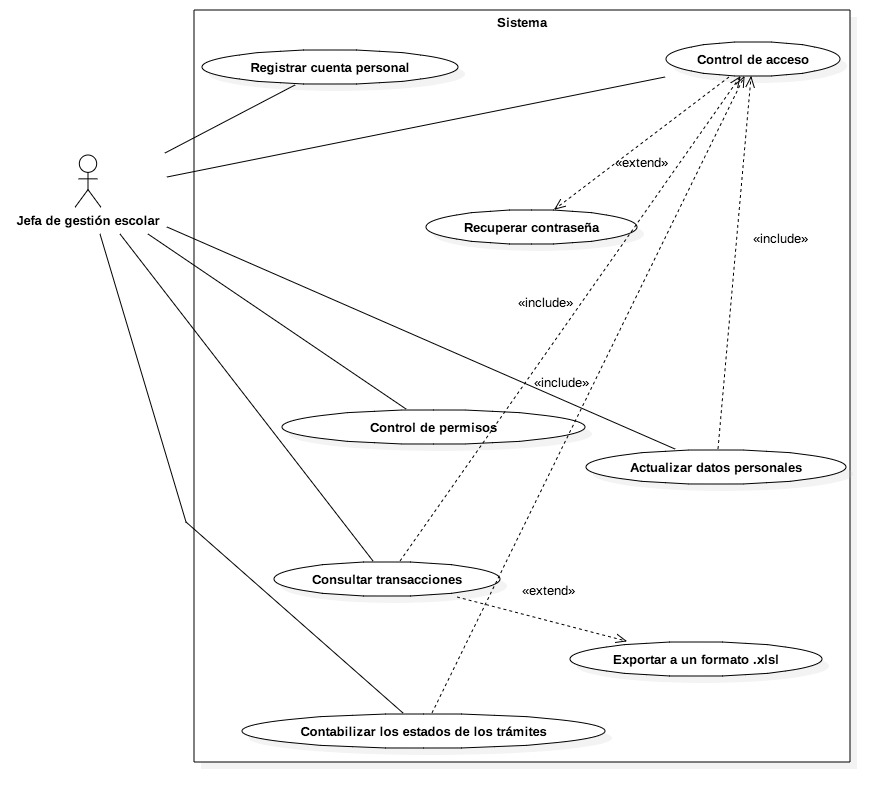 Sistema
Registrar cuenta personal
Control de acceso
«extend»
Jefa de gestión escolar
Recuperar contraseña
«include»
«include»
«include»
Control de permisos
Actualizar datos personales
Consultar transacciones
«extend»
Exportar a un formato .xlsl
Contabilizar los estados de los trámites